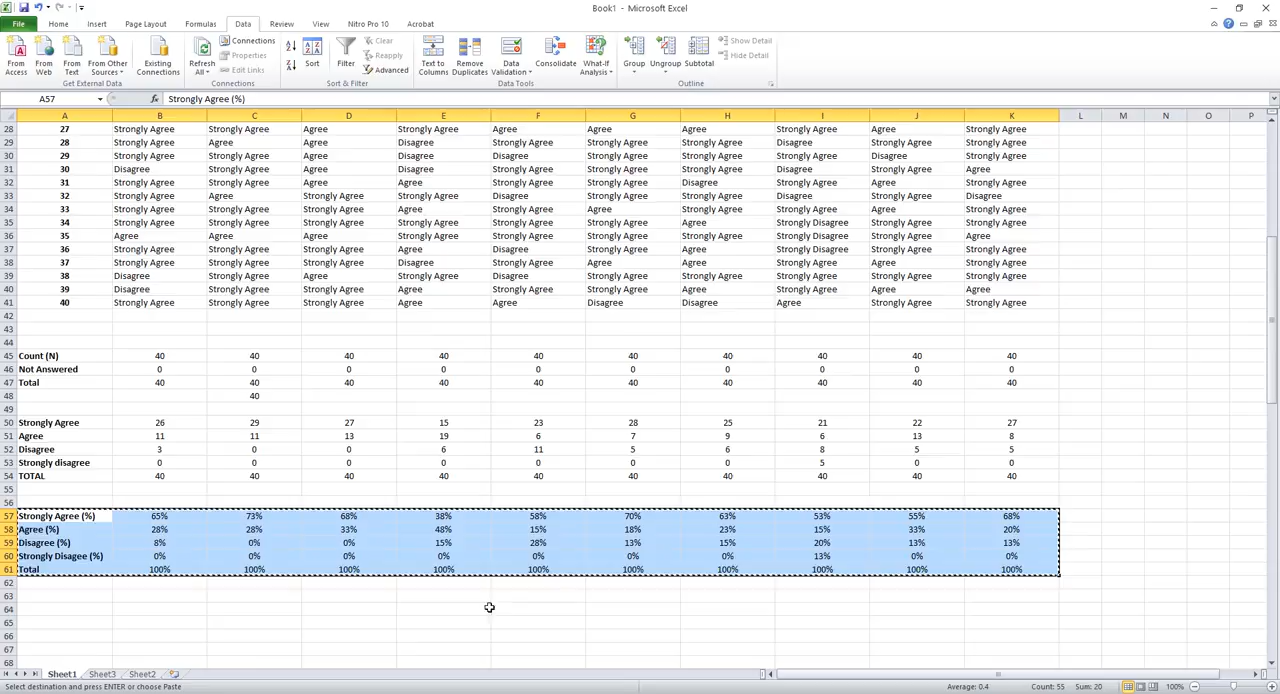 Book1 - Microsoft Excel
File Home Insert Page Layout Formulas Data Review View Nitro Pro 10 Acrobat
From Access From Web From Text From Other Sources Existing Connections Refresh All Connections Properties Edit Links Sort Filter Clear Reapply Advanced Text to Columns Remove Duplicates Data Validation Consolidate What-If Analysis Group Ungroup Subtotal Show Detail Hide Detail
Get External Data Connections Sort & Filter Data Tools Outline
A57 fx Strongly Agree (%)
A B C D E F G H I J K L M N O P
28 27 Strongly Agree Strongly Agree Agree Strongly Agree Agree Agree Agree Strongly Agree Agree Strongly Agree
29 28 Strongly Agree Agree Agree Disagree Strongly Agree Strongly Agree Strongly Agree Disagree Strongly Agree Strongly Agree
30 29 Strongly Agree Strongly Agree Agree Disagree Disagree Strongly Agree Strongly Agree Strongly Agree Disagree Strongly Agree
31 30 Disagree Strongly Agree Agree Disagree Strongly Agree Strongly Agree Strongly Agree Disagree Strongly Agree Agree
32 31 Strongly Agree Strongly Agree Agree Agree Strongly Agree Strongly Agree Disagree Strongly Agree Agree Strongly Agree
33 32 Strongly Agree Agree Strongly Agree Strongly Agree Disagree Strongly Agree Strongly Agree Strongly Agree Disagree Disagree
34 33 Strongly Agree Strongly Agree Strongly Agree Agree Strongly Agree Agree Strongly Agree Strongly Agree Agree Strongly Agree
35 34 Strongly Agree Strongly Agree Strongly Agree Strongly Agree Strongly Agree Strongly Agree Agree Strongly Disagree Strongly Agree Strongly Agree
36 35 Agree Agree Agree Strongly Agree Strongly Agree Agree Strongly Agree Strongly Disagree Agree Agree
37 36 Strongly Agree Strongly Agree Strongly Agree Agree Disagree Strongly Agree Agree Strongly Disagree Strongly Agree Strongly Agree
38 37 Strongly Agree Strongly Agree Strongly Agree Disagree Strongly Agree Agree Agree Strongly Agree Agree Strongly Agree
39 38 Disagree Strongly Agree Agree Strongly Agree Disagree Strongly Agree Strongly Agree Strongly Agree Strongly Agree Strongly Agree
40 39 Disagree Strongly Agree Strongly Agree Agree Strongly Agree Strongly Agree Agree Strongly Agree Agree Agree
41 40 Strongly Agree Strongly Agree Strongly Agree Agree Agree Disagree Disagree Agree Strongly Agree Strongly Agree
42
43
44
45 Count (N) 40 40 40 40 40 40 40 40 40 40
46 Not Answered 0 0 0 0 0 0 0 0 0 0
47 Total 40 40 40 40 40 40 40 40 40 40
48 40
49
50 Strongly Agree 26 29 27 15 23 28 25 21 22 27
51 Agree 11 11 13 19 6 7 9 6 13 8
52 Disagree 3 0 0 6 11 5 6 8 5 5
53 Strongly disagree 0 0 0 0 0 0 0 5 0 0
54 TOTAL 40 40 40 40 40 40 40 40 40 40
55
56
57 Strongly Agree (%) 65% 73% 68% 38% 58% 70% 63% 53% 55% 68%
58 Agree (%) 28% 28% 33% 48% 15% 18% 23% 15% 33% 20%
59 Disagree (%) 8% 0% 0% 15% 28% 13% 15% 20% 13% 13%
60 Strongly Disagee (%) 0% 0% 0% 0% 0% 0% 0% 13% 0% 0%
61 Total 100% 100% 100% 100% 100% 100% 100% 100% 100% 100%
62
63
64
65
66
67
68
Sheet1 Sheet3 Sheet2
Select destination and press ENTER or choose Paste Average: 0.4 Count: 55 Sum: 20 100%